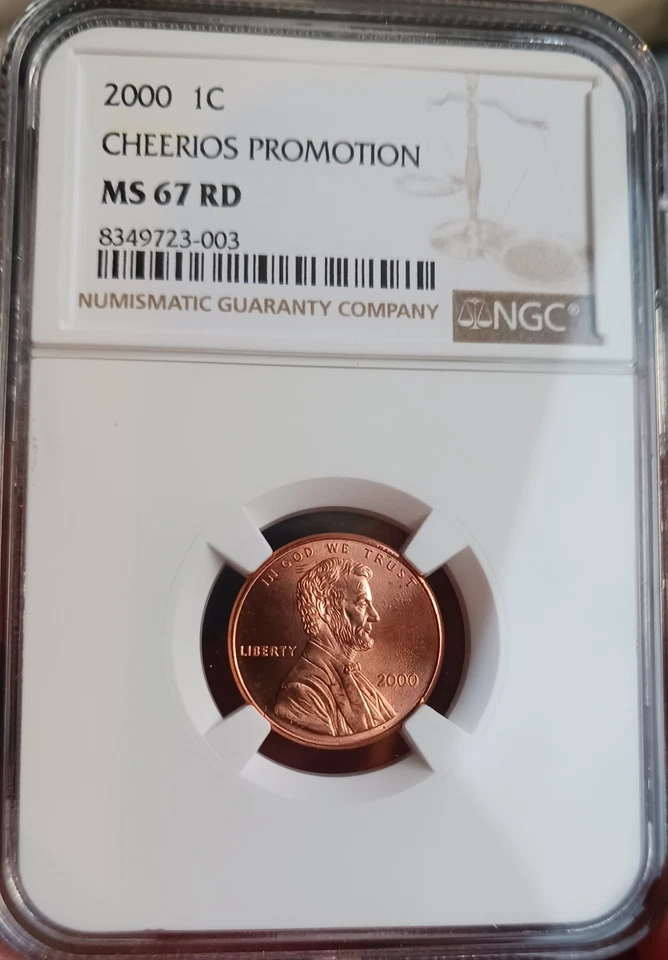 2000 1C
CHEERIOS PROMOTION
MS 67 RD
8349723-003
NUMISMATIC GUARANTY COMPANY
NGC®
IN GOD WE TRUST
LIBERTY
2000